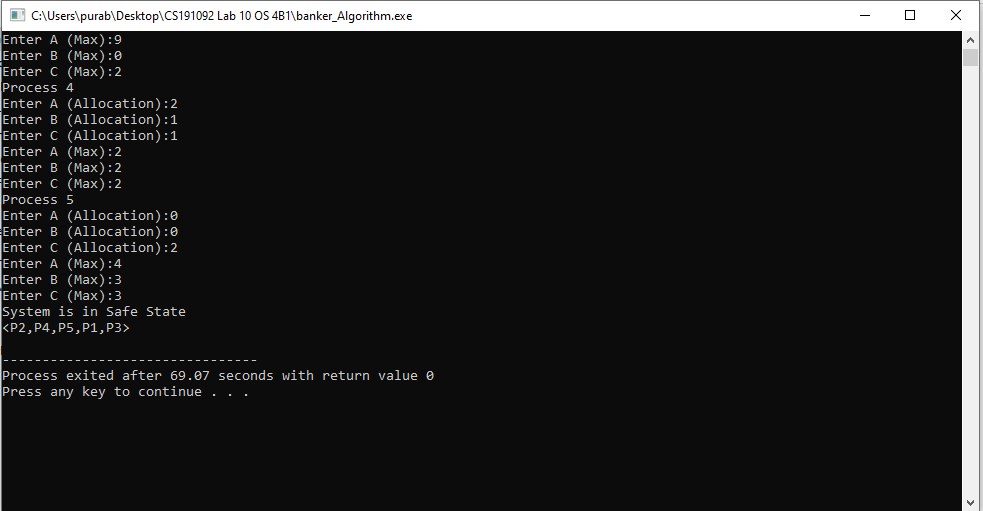 C:\Users\purab\Desktop\CS191092 Lab 10 OS 4B1\banker_Algorithm.exe
Enter A (Max):9
Enter B (Max):0
Enter C (Max):2
Process 4
Enter A (Allocation):2
Enter B (Allocation):1
Enter C (Allocation):1
Enter A (Max):2
Enter B (Max):2
Enter C (Max):2
Process 5
Enter A (Allocation):0
Enter B (Allocation):0
Enter C (Allocation):2
Enter A (Max):4
Enter B (Max):3
Enter C (Max):3
System is in Safe State
<P2,P4,P5,P1,P3>
--------------------------------
Process exited after 69.07 seconds with return value 0
Press any key to continue . . .